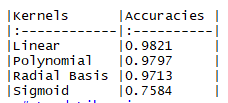 |Kernels |Accuracies |
|:------------|:----------
|Linear |0.9821
|Polynomial |0.9797
|Radial Basis |0.9713
|Sigmoid |0.7584